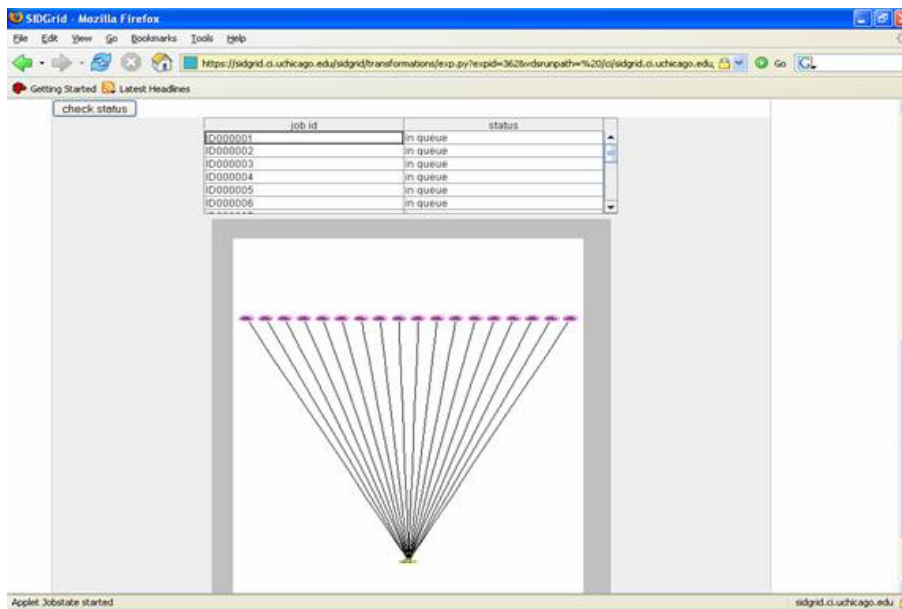 SIDGrid - Mozilla Firefox
File Edit View Go Bookmarks Tools Help
https://sidgrid.ci.uchicago.edu/sidgrid/transformations/exp.py?expid=362&vdsrunpath=%20/ci/sidgrid.ci.uchicago.edu, Go
Getting Started Latest Headlines
check status
job id status
ID000001 in queue
ID000002 in queue
ID000003 in queue
ID000004 in queue
ID000005 in queue
ID000006 in queue
Applet Jobstate started sidgrid.ci.uchicago.edu